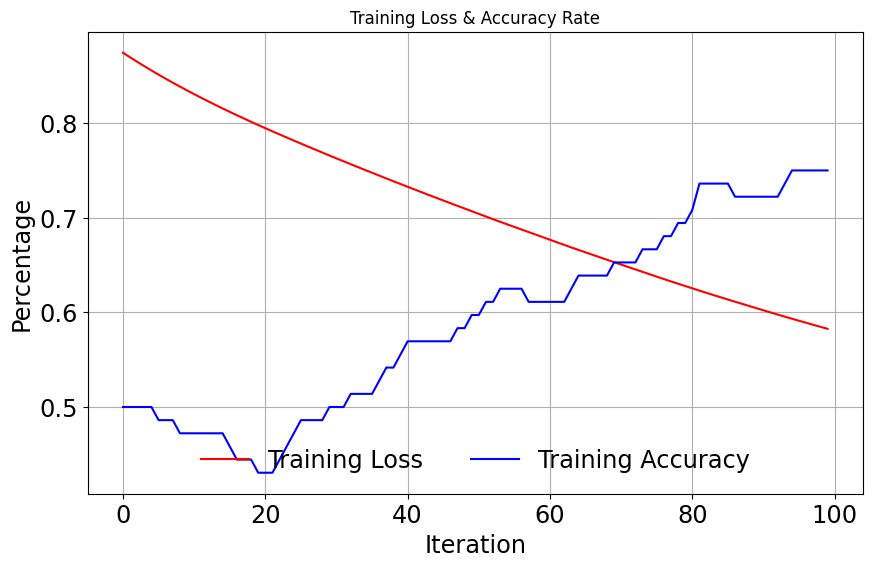 Training Loss & Accuracy Rate
Percentage
0.8
0.7
0.6
0.5
Training Loss
Training Accuracy
0
20
40
60
80
100
Iteration